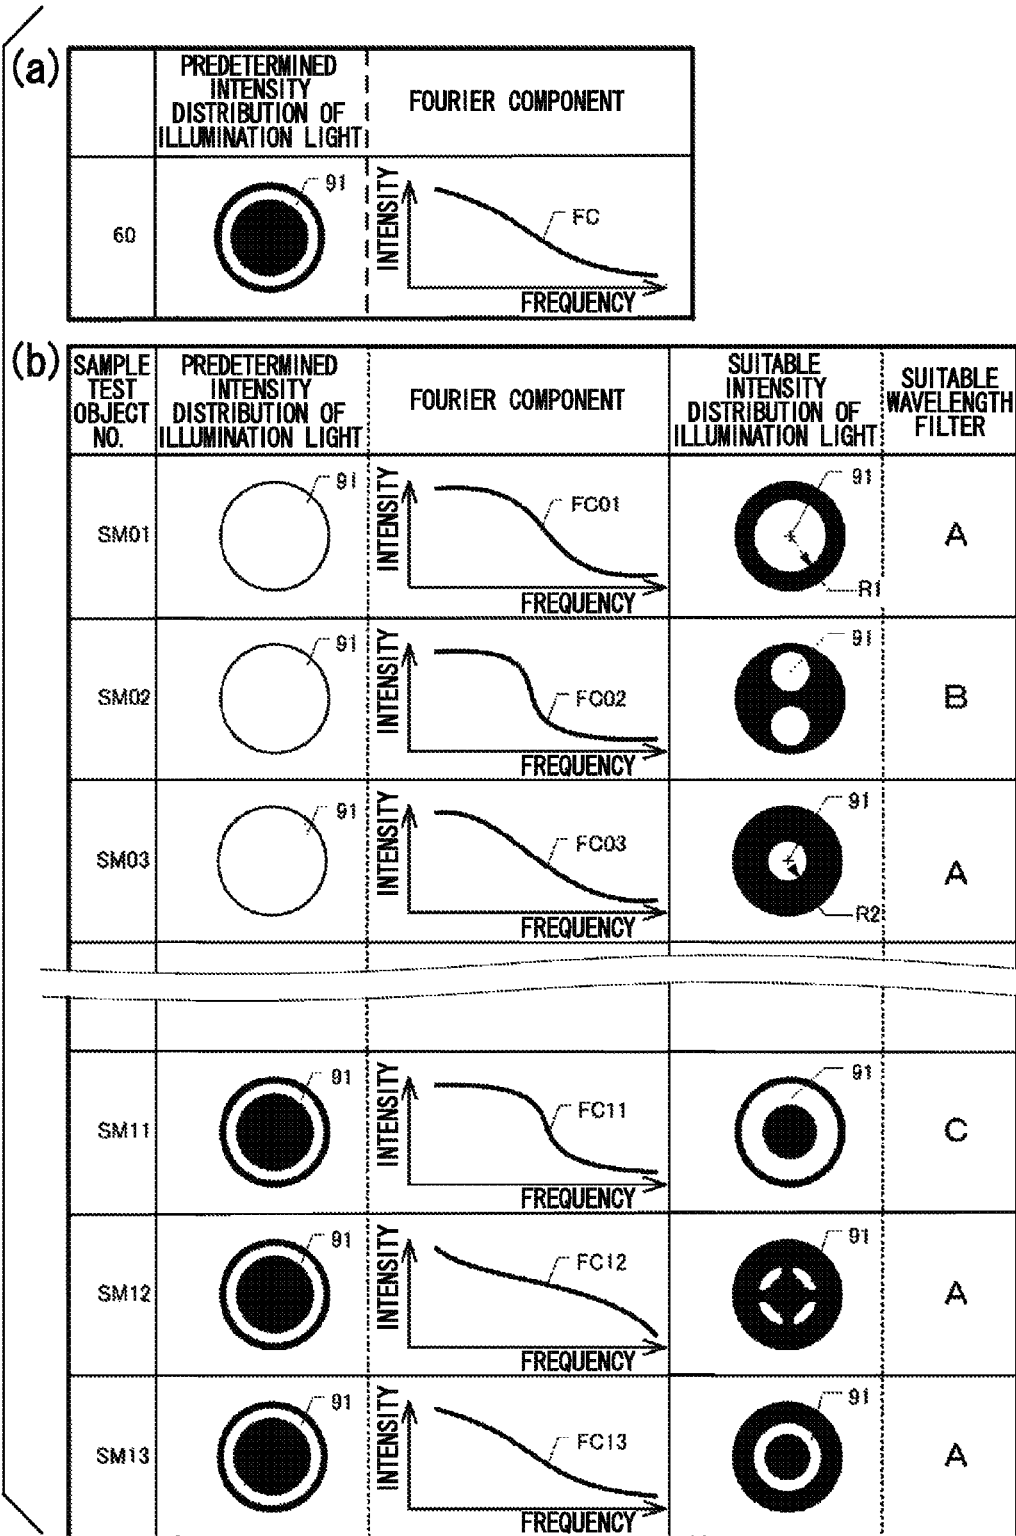 (a)
PREDETERMINED
INTENSITY
DISTRIBUTION OF
ILLUMINATION LIGHT
FOURIER COMPONENT
60
91
INTENSITY
FC
FREQUENCY
(b)
SAMPLE
TEST
OBJECT
NO.
PREDETERMINED
INTENSITY
DISTRIBUTION OF
ILLUMINATION LIGHT
FOURIER COMPONENT
SUITABLE
INTENSITY
DISTRIBUTION OF
ILLUMINATION LIGHT
SUITABLE
WAVELENGTH
FILTER
SM01
91
INTENSITY
FC01
FREQUENCY
91
R1
A
SM02
91
INTENSITY
FC02
FREQUENCY
91
B
SM03
91
INTENSITY
FC03
FREQUENCY
91
R2
A
SM11
91
INTENSITY
FC11
FREQUENCY
91
C
SM12
91
INTENSITY
FC12
FREQUENCY
91
A
SM13
91
INTENSITY
FC13
FREQUENCY
91
A